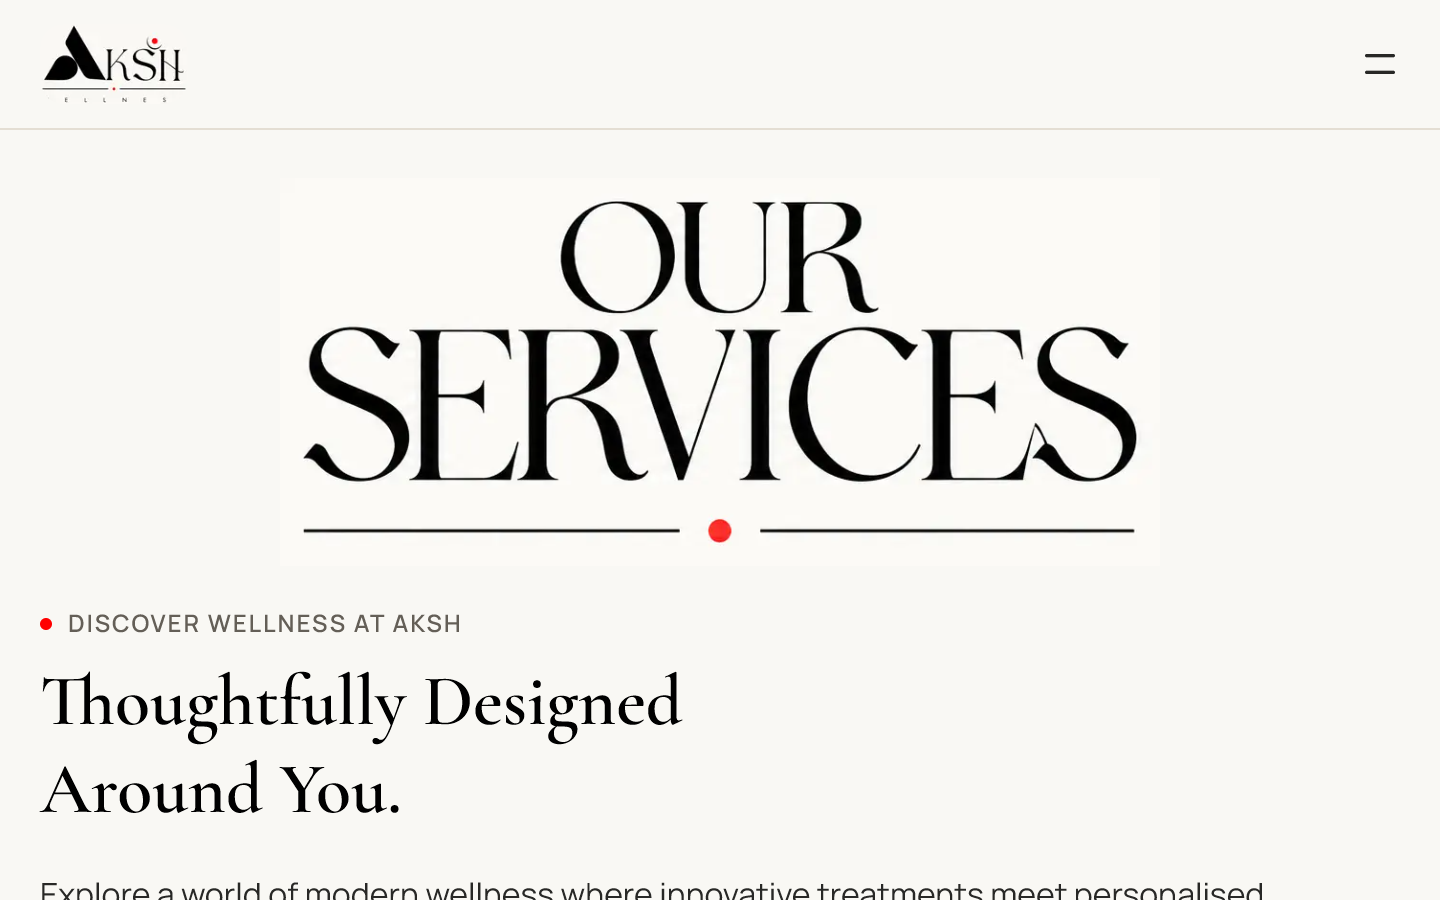 AKSH
ELLNES
OUR
SERVICES
DISCOVER WELLNESS AT AKSH
Thoughtfully Designed
Around You.
Explore a world of modern wellness where innovative treatments meet personalised